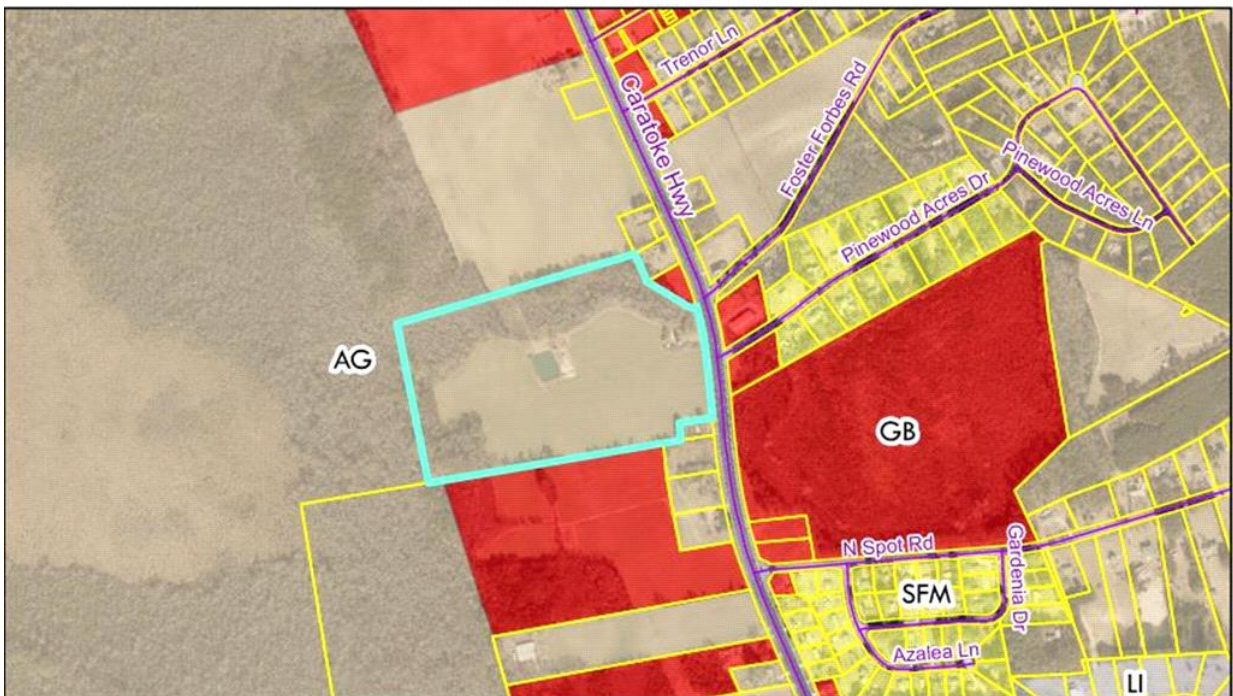 Trenor Ln
Caratoke Hwy
Foster Forbes Rd
Pinewood Acres Dr
Pinewood Acres Ln
AG
GB
N Spot Rd
Gardenia Dr
SFM
Azalea Ln
LI